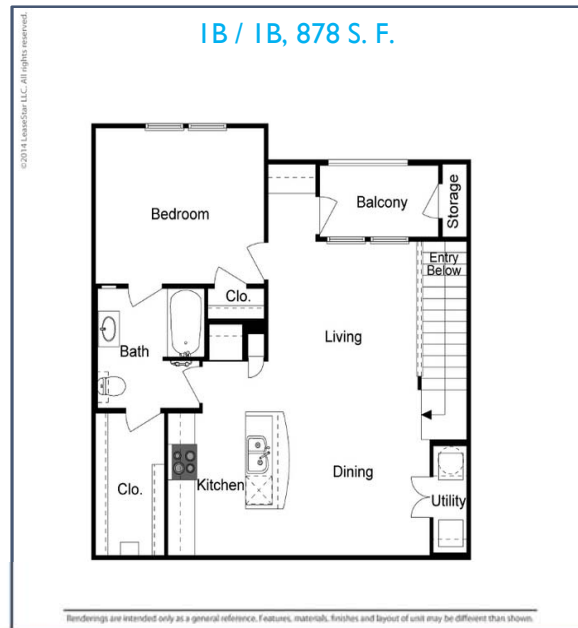 1B / 1B, 878 S. F.
©2014 LeaseStar LLC. All rights reserved.
Bedroom
Balcony
Storage
Entry
Below
Clo.
Living
Bath
Clo.
Kitchen
Dining
Utility
Renderings are intended only as a general reference. Features, materials, finishes and layout of unit may be different than shown.